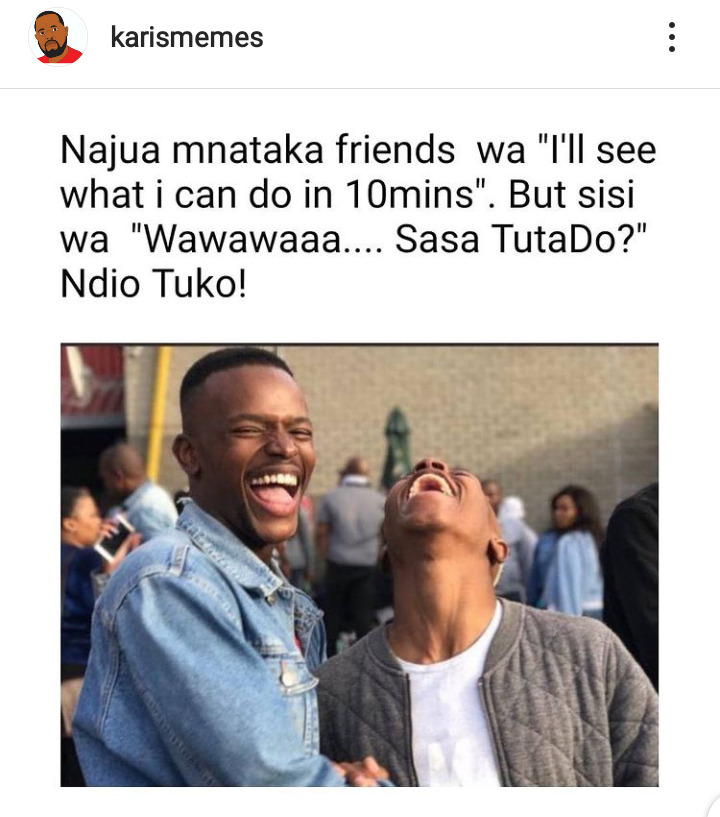 karismemes
Najua mnataka friends  wa "I'll see
what i can do in 10mins". But sisi
wa  "Wawawaaa.... Sasa TutaDo?"
Ndio Tuko!